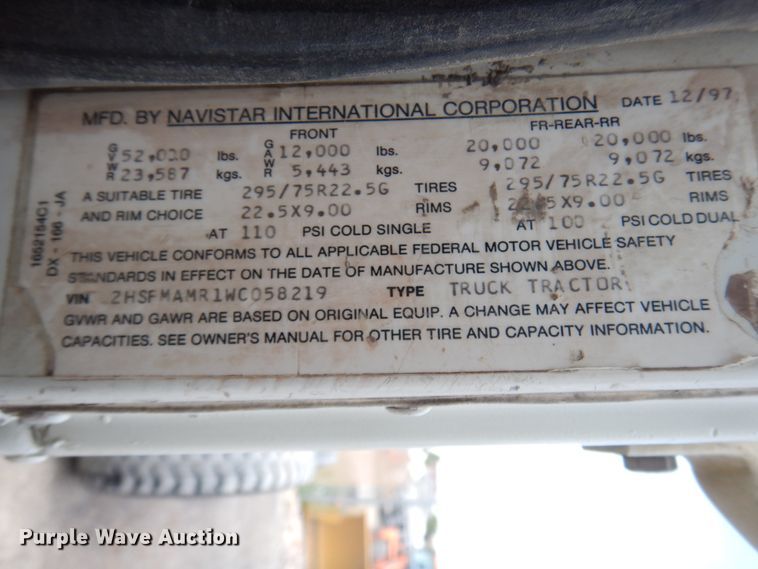 MFD. BY NAVISTAR INTERNATIONAL CORPORATION DATE 12/97
FRONT FR-REAR-RR
GVWR 52,000 lbs. GAWR 12,000 lbs. 20,000 20,000 lbs.
23,587 kgs. 5,443 kgs. 9,072 9,072 kgs.
A SUITABLE TIRE 295/75R22.5G TIRES 295/75R22.5G TIRES
AND RIM CHOICE 22.5X9.00 RIMS 22.5X9.00 RIMS
AT 110 PSI COLD SINGLE AT 100 PSI COLD DUAL
THIS VEHICLE CONFORMS TO ALL APPLICABLE FEDERAL MOTOR VEHICLE SAFETY
STANDARDS IN EFFECT ON THE DATE OF MANUFACTURE SHOWN ABOVE.
VIN 2HSFMAMR1WC058219 TYPE TRUCK TRACTOR
GVWR AND GAWR ARE BASED ON ORIGINAL EQUIP. A CHANGE MAY AFFECT VEHICLE
CAPACITIES. SEE OWNER'S MANUAL FOR OTHER TIRE AND CAPACITY INFORMATION.
1652154C1
DX - 166 - JA
Purple Wave Auction